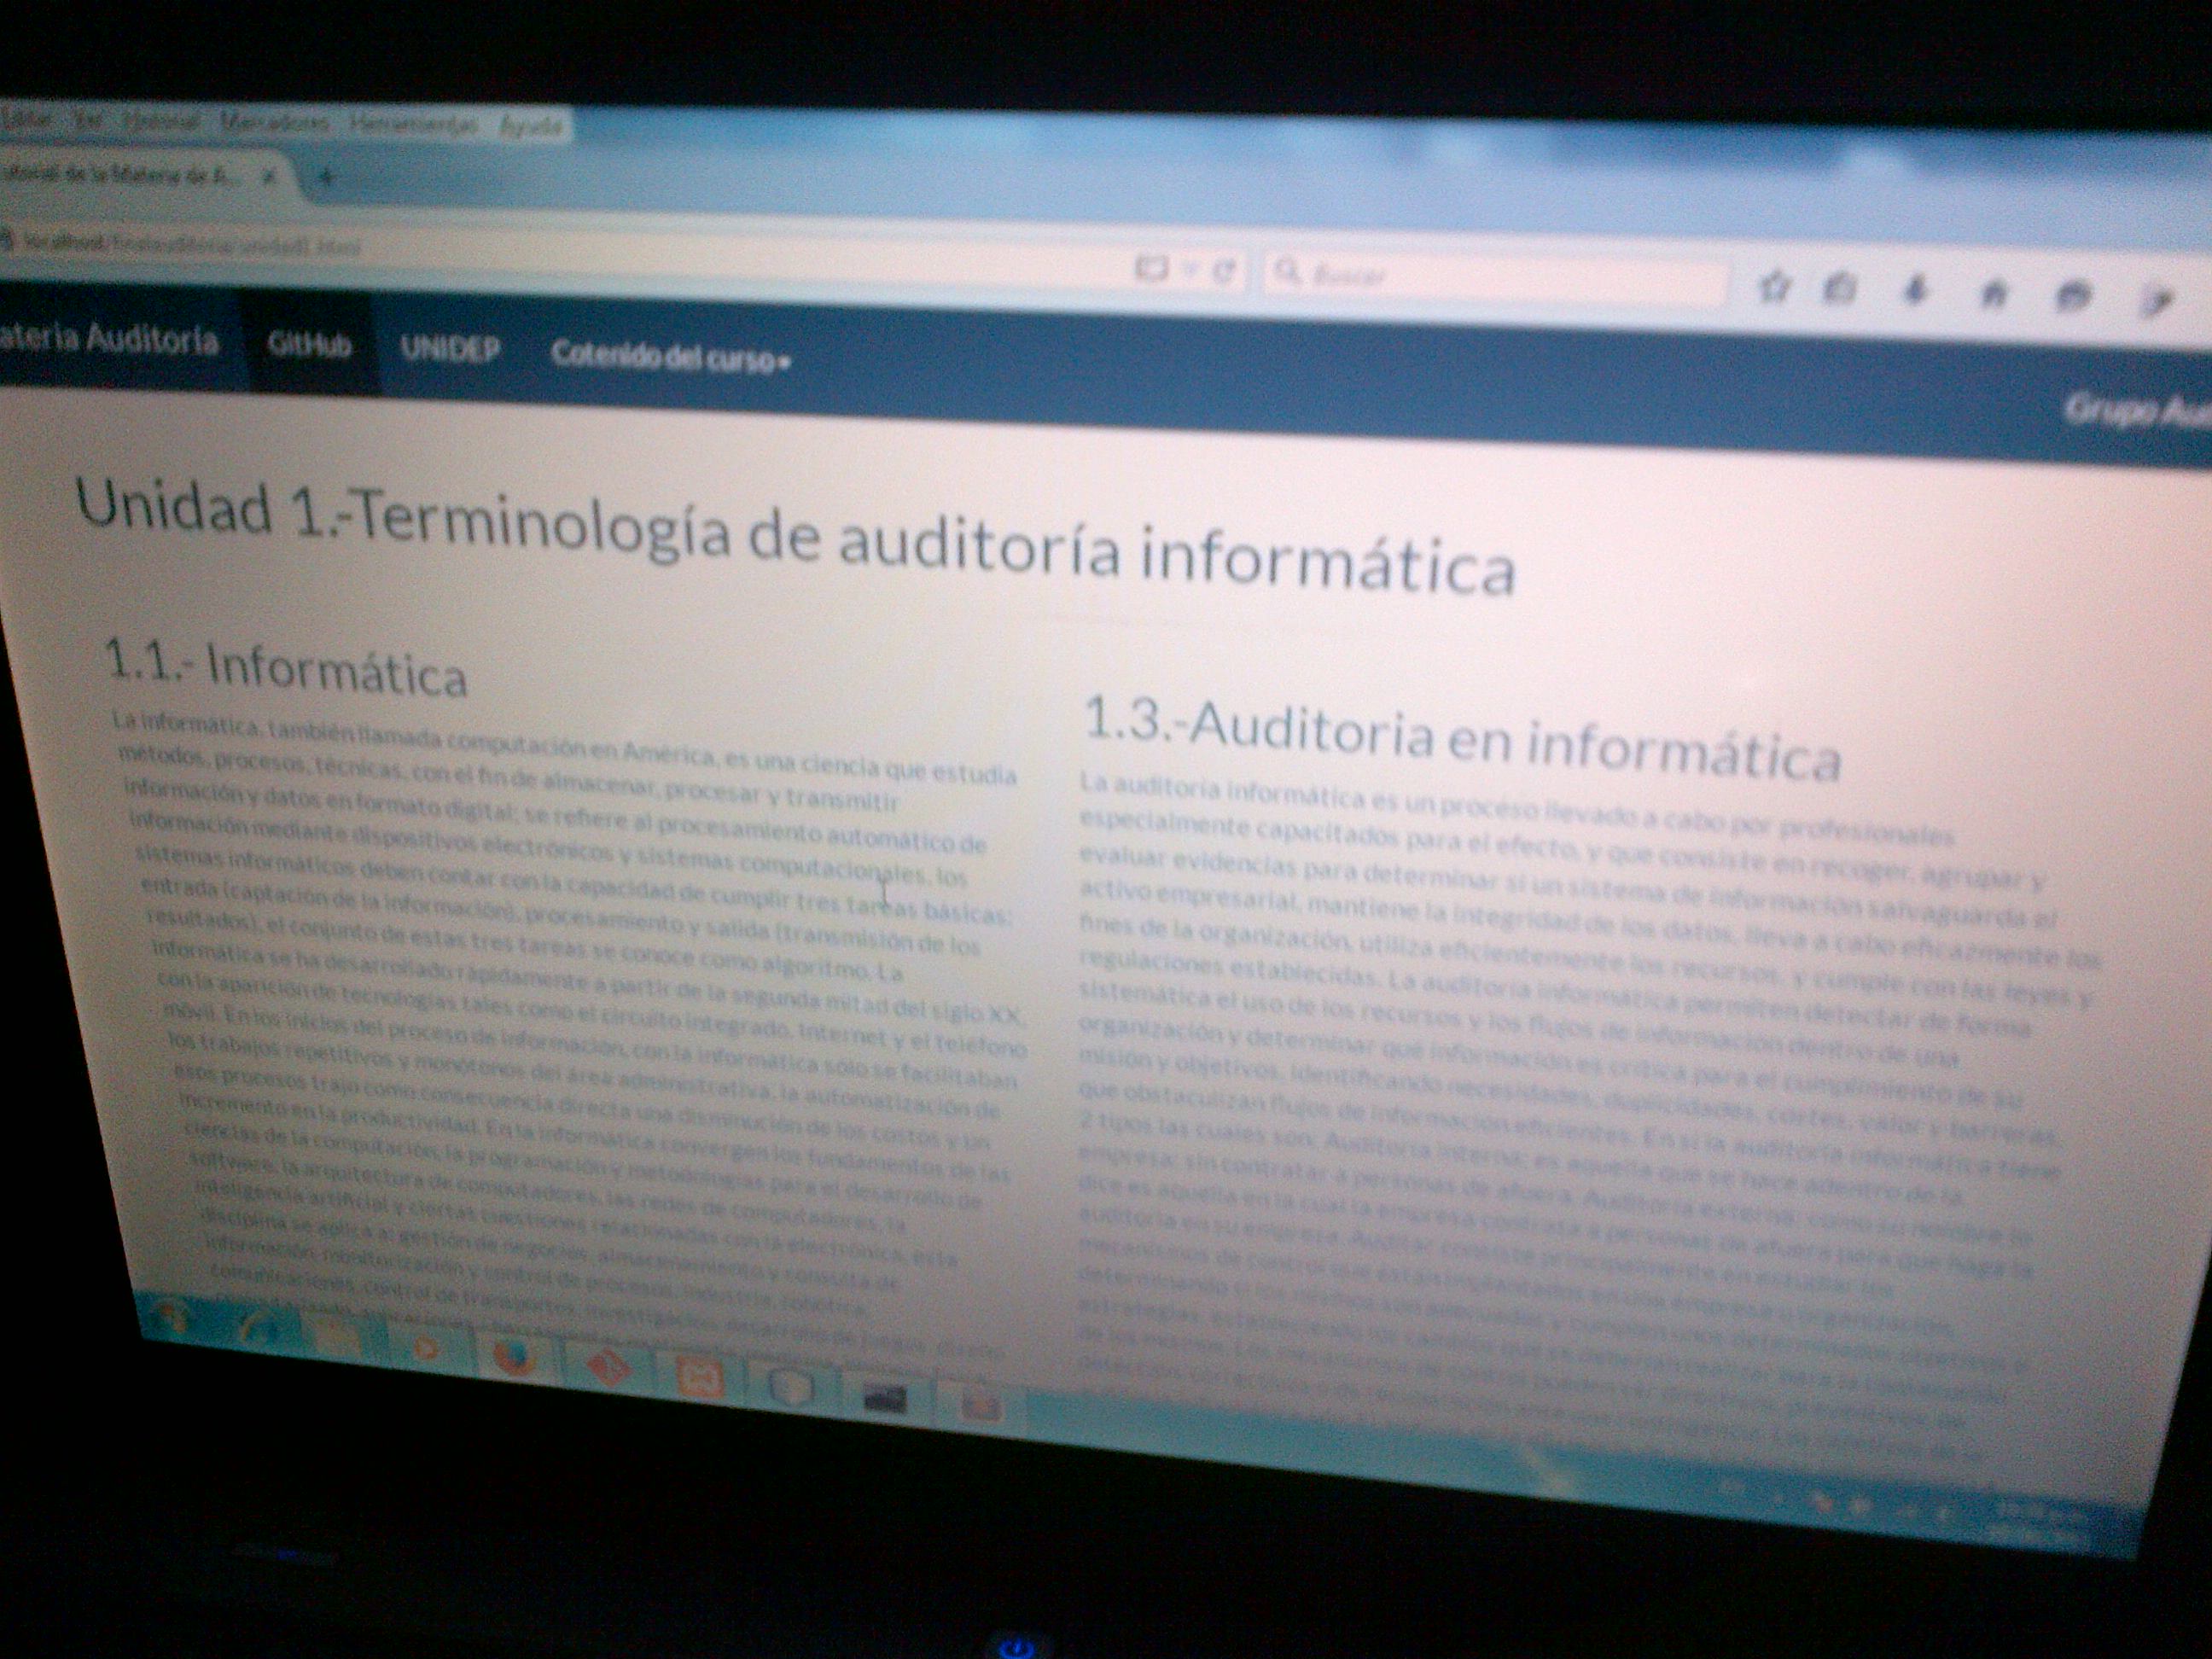 Editar Ver Historial Marcadores Herramientas Ayuda
de la Materia de A...
localhost/
Buscar
ateria Auditoría GitHub UNIDEP Cotenido del curso
Grupo Au
Unidad 1.-Terminología de auditoría informática
1.1.- Informática
La informática, también llamada computación en América, es una ciencia que estudia
métodos, procesos, técnicas, con el fin de almacenar, procesar y transmitir
información y datos en formato digital; se refiere al procesamiento automático de
información mediante dispositivos electrónicos y sistemas computacionales, los
sistemas informáticos deben contar con la capacidad de cumplir tres tareas básicas:
entrada (captación de la información), procesamiento y salida (transmisión de los
resultados), el conjunto de estas tres tareas se conoce como algoritmo. La
informática se ha desarrollado rápidamente a partir de la segunda mitad del siglo XX,
con la aparición de tecnologías tales como el circuito integrado, Internet y el teléfono
móvil. En los inicios del proceso de información, con la informática sólo se facilitaban
los trabajos repetitivos y monótonos del área administrativa, la automatización de
esos procesos trajo como consecuencia directa una disminución de los costos y un
incremento en la productividad. En la informática convergen los fundamentos de las
ciencias de la computación, la programación y metodologías para el desarrollo de
software, la arquitectura de computadores, las redes de computadores, la
inteligencia artificial y ciertas cuestiones relacionadas con la electrónica. esta
disciplina se aplica a: gestión de negocios, almacenamiento y consulta de
información, monitorización y control de procesos, industria, robótica,
comunicaciones, control de transportes, investigación, desarrollo de juegos, diseño
1.3.-Auditoria en informática
La auditoría informática es un proceso llevado a cabo por profesionales
especialmente capacitados para el efecto, y que consiste en recoger, agrupar y
evaluar evidencias para determinar si un sistema de información salvaguarda el
activo empresarial, mantiene la integridad de los datos, lleva a cabo eficazmente los
fines de la organización, utiliza eficientemente los recursos, y cumple con las leyes y
regulaciones establecidas. La auditoría informática permiten detectar de forma
sistemática el uso de los recursos y los flujos de información dentro de una
organización y determinar qué información es crítica para el cumplimiento de su
misión y objetivos, identificando necesidades, duplicidades, costes, valor y barreras,
que obstaculizan flujos de información eficientes. En si la auditoría informática tiene
2 tipos las cuales son: Auditoria interna: es aquella que se hace adentro de la
empresa; sin contratar a personas de afuera. Auditoria externa: como su nombre lo
dice es aquella en la cual la empresa contrata a personas de afuera para que haga la
auditoría en su empresa. Auditar consiste principalmente en estudiar los
mecanismos de control que están implantados en una empresa u organización,
determinando si los mismos son adecuados y cumplen unos determinados objetivos o
estrategias, estableciendo los cambios que se deberían realizar para la consecución
de los mismos. Los mecanismos de control pueden ser directivos, preventivos, de